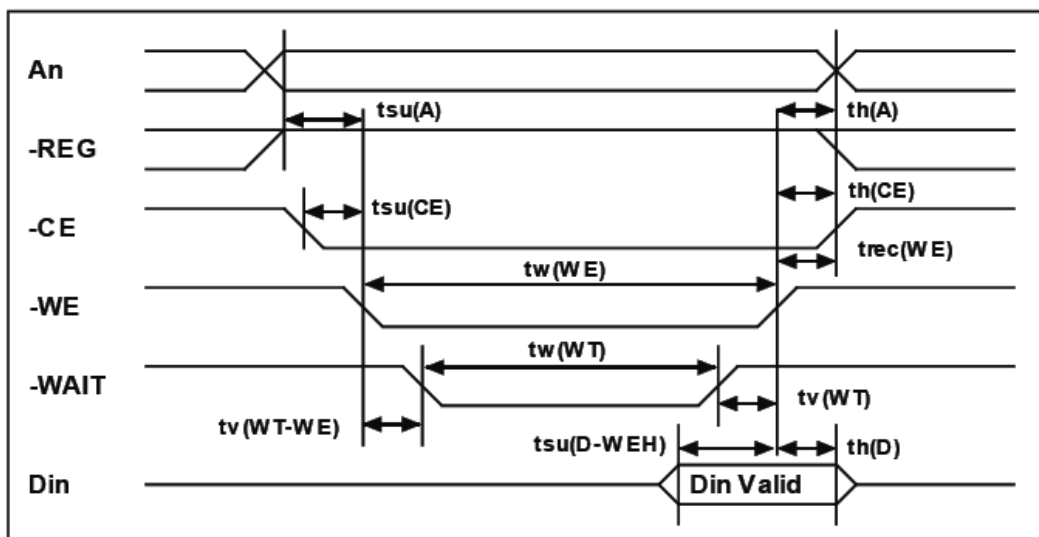 An
tsu(A)
th(A)
-REG
tsu(CE)
th(CE)
-CE
trec(WE)
tw(WE)
-WE
tw(WT)
-WAIT
tv(WT-WE)
tv(WT)
tsu(D-WEH)
th(D)
Din
Din Valid